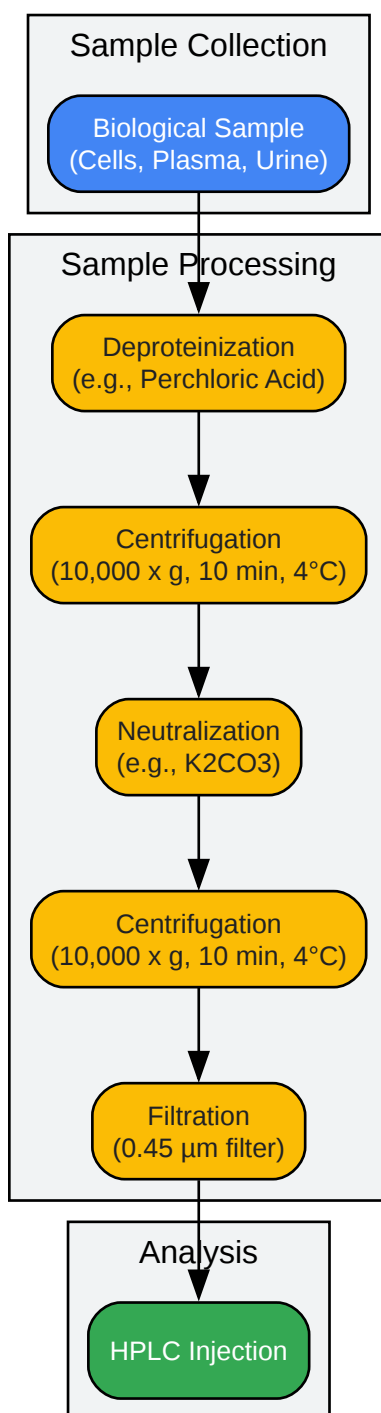 Sample Collection
Biological Sample
(Cells, Plasma, Urine)
Sample Processing
Deproteinization
(e.g., Perchloric Acid)
Centrifugation
(10,000 x g, 10 min, 4°C)
Neutralization
(e.g., K2CO3)
Centrifugation
(10,000 x g, 10 min, 4°C)
Filtration
(0.45 µm filter)
Analysis
HPLC Injection